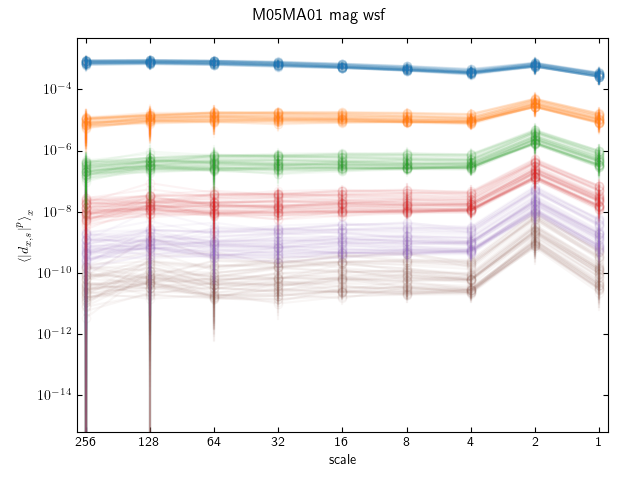 M05MA01 mag wsf
⟨|d_{x,s}|^p⟩_x
10^{-4}
10^{-6}
10^{-8}
10^{-10}
10^{-12}
10^{-14}
256 128 64 32 16 8 4 2 1
scale